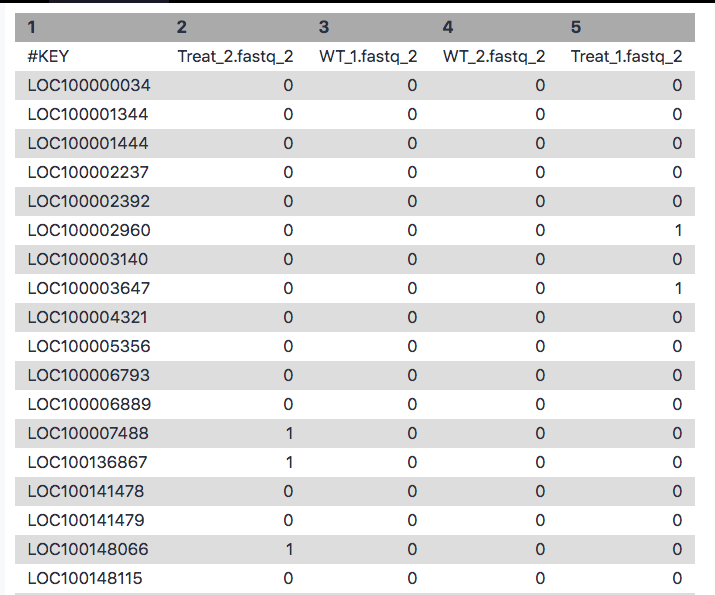 1 2 3 4 5
#KEY Treat_2.fastq_2 WT_1.fastq_2 WT_2.fastq_2 Treat_1.fastq_2
LOC100000034 0 0 0 0
LOC100001344 0 0 0 0
LOC100001444 0 0 0 0
LOC100002237 0 0 0 0
LOC100002392 0 0 0 0
LOC100002960 0 0 0 1
LOC100003140 0 0 0 0
LOC100003647 0 0 0 1
LOC100004321 0 0 0 0
LOC100005356 0 0 0 0
LOC100006793 0 0 0 0
LOC100006889 0 0 0 0
LOC100007488 1 0 0 0
LOC100136867 1 0 0 0
LOC100141478 0 0 0 0
LOC100141479 0 0 0 0
LOC100148066 1 0 0 0
LOC100148115 0 0 0 0